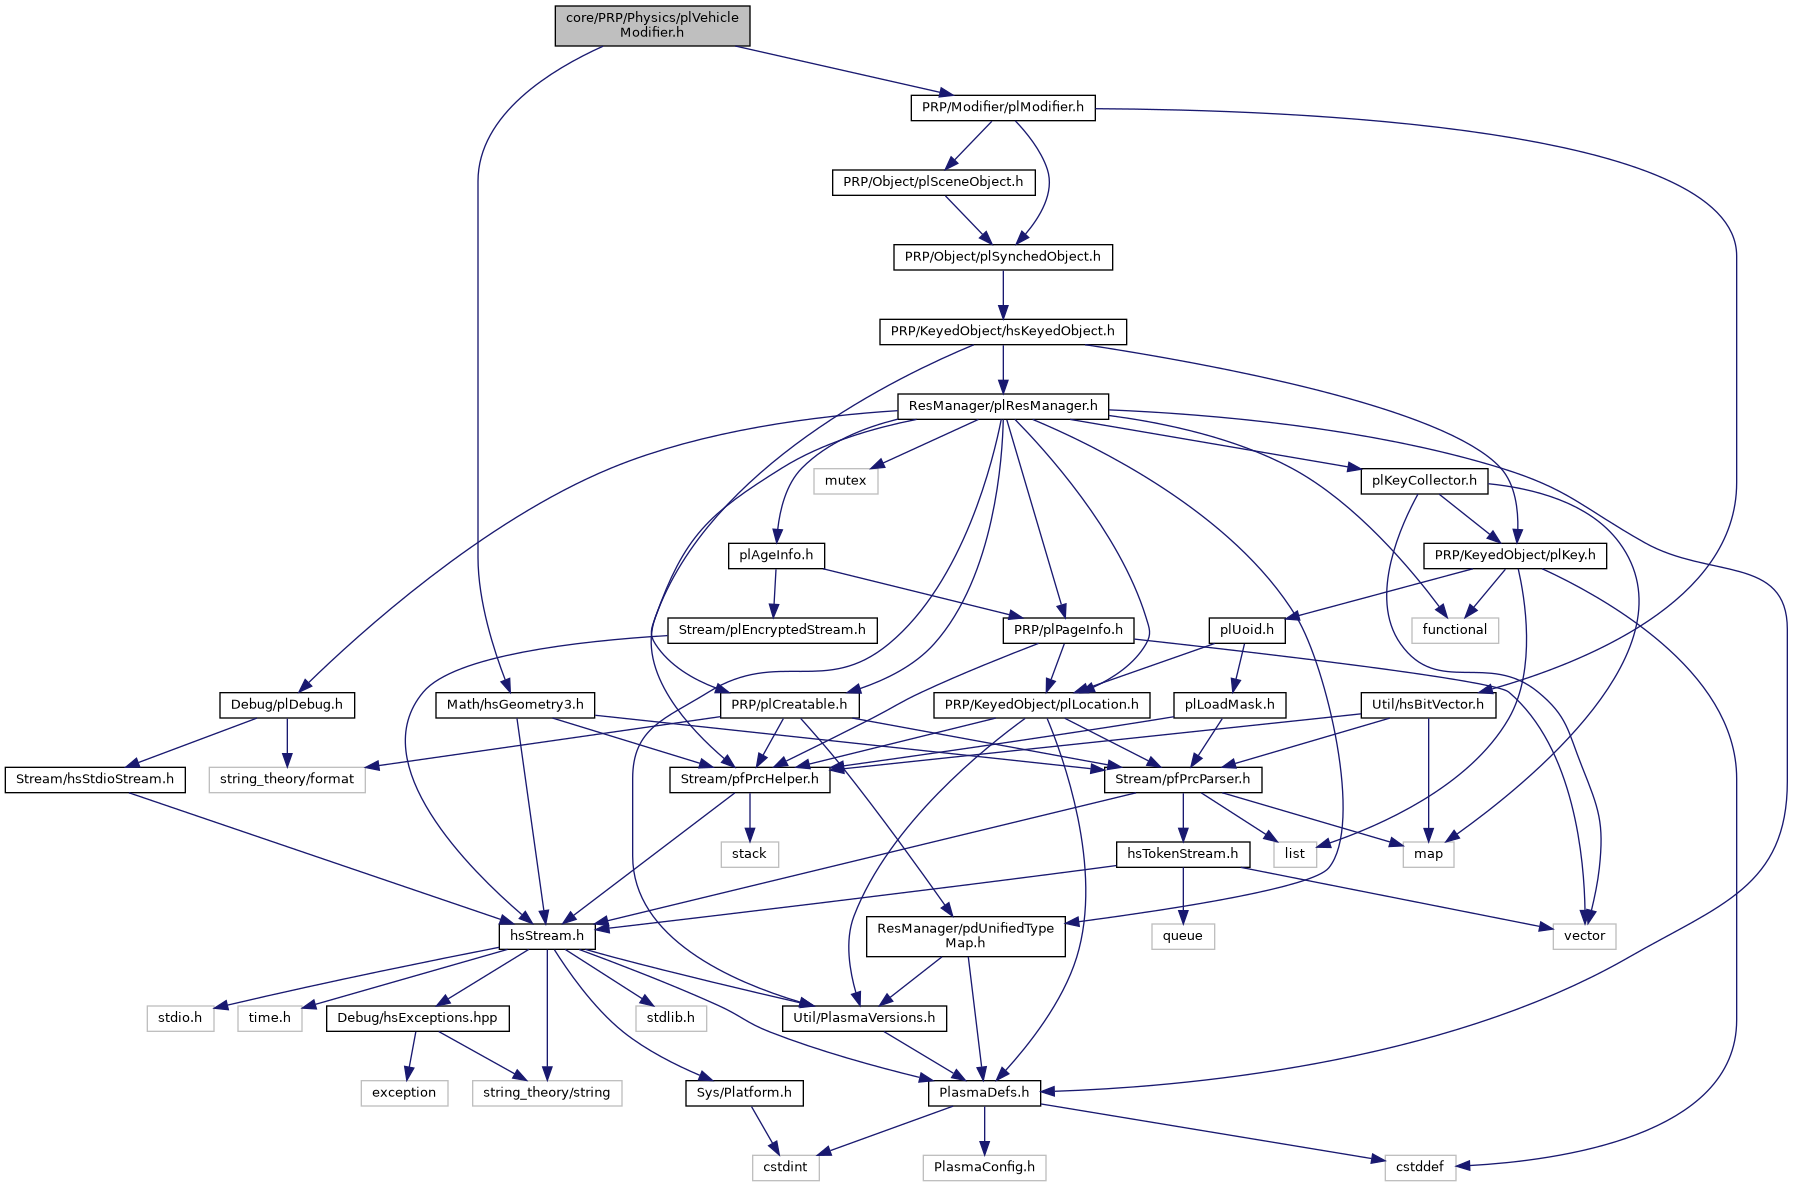 core/PRP/Physics/plVehicle
Modifier.h
PRP/Modifier/plModifier.h
PRP/Object/plSceneObject.h
PRP/Object/plSynchedObject.h
PRP/KeyedObject/hsKeyedObject.h
ResManager/plResManager.h
mutex
plKeyCollector.h
plAgeInfo.h
PRP/KeyedObject/plKey.h
Stream/plEncryptedStream.h
PRP/plPageInfo.h
plUoid.h
functional
Debug/plDebug.h
Math/hsGeometry3.h
PRP/plCreatable.h
PRP/KeyedObject/plLocation.h
plLoadMask.h
Util/hsBitVector.h
Stream/hsStdioStream.h
string_theory/format
Stream/pfPrcHelper.h
Stream/pfPrcParser.h
stack
hsTokenStream.h
list
map
hsStream.h
ResManager/pdUnifiedType
Map.h
queue
vector
stdio.h
time.h
Debug/hsExceptions.hpp
stdlib.h
Util/PlasmaVersions.h
exception
string_theory/string
Sys/Platform.h
PlasmaDefs.h
cstdint
PlasmaConfig.h
cstddef